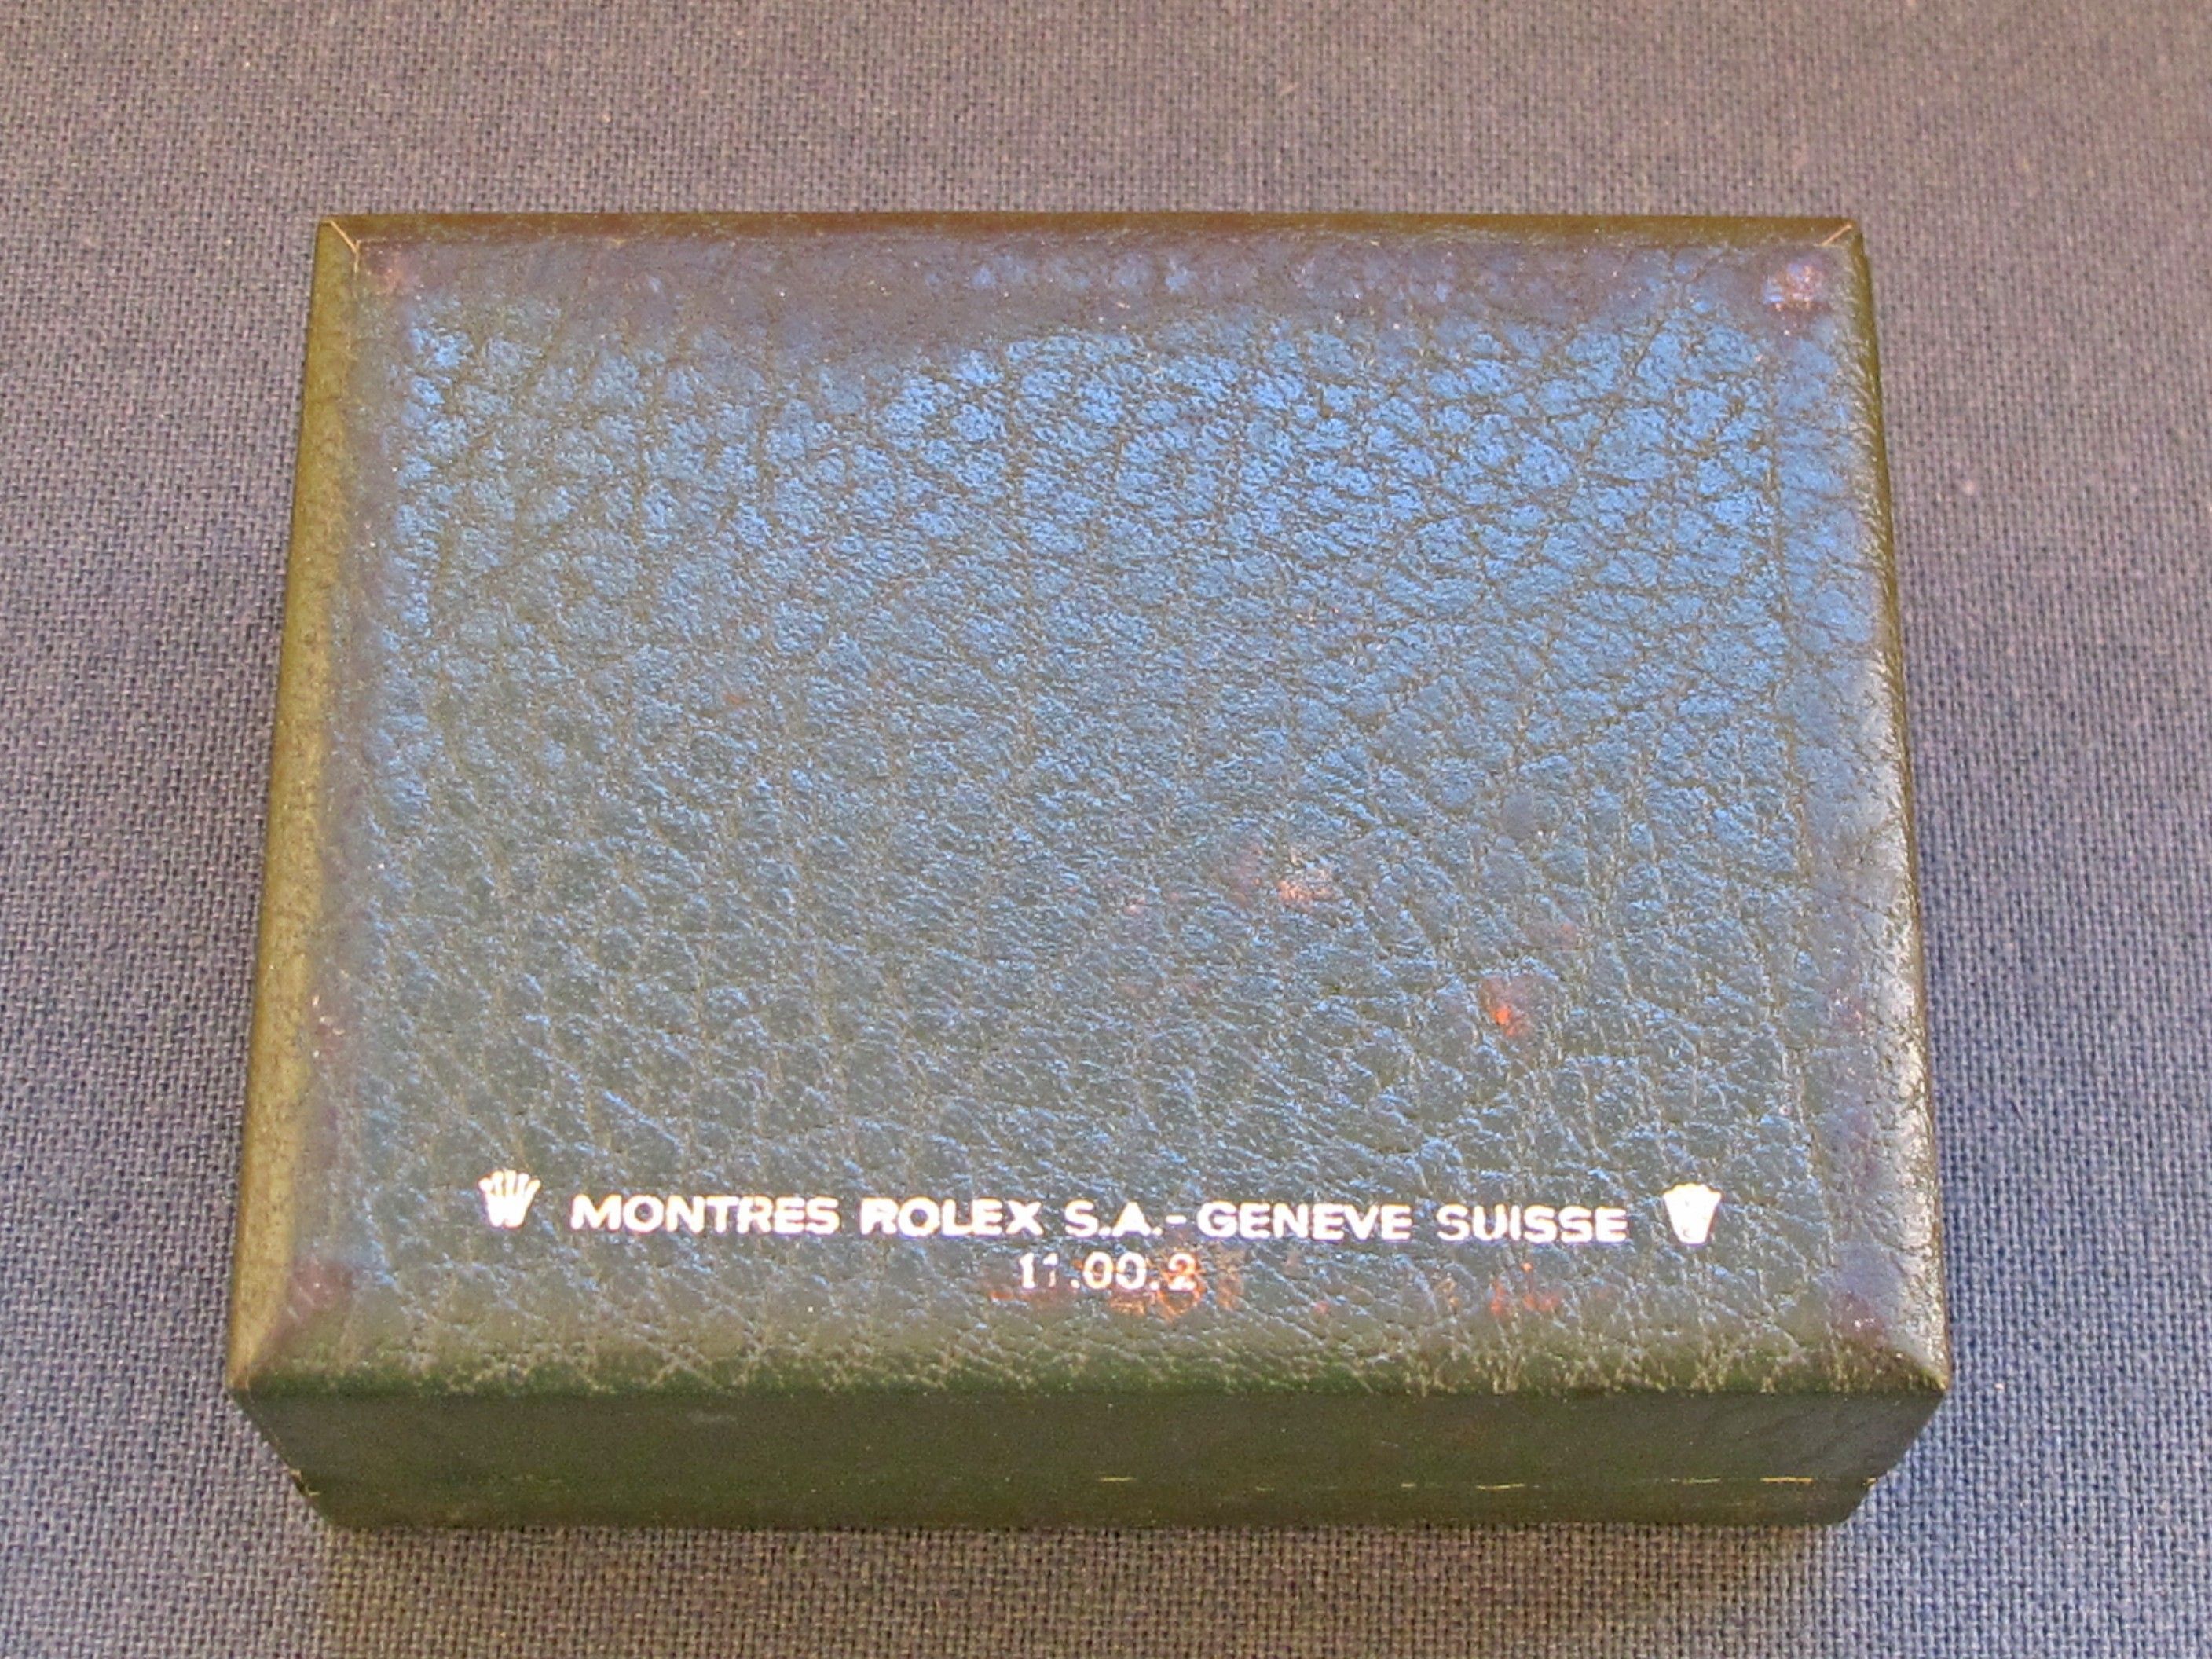 MONTRES ROLEX S.A.-GENEVE SUISSE
11.00.2